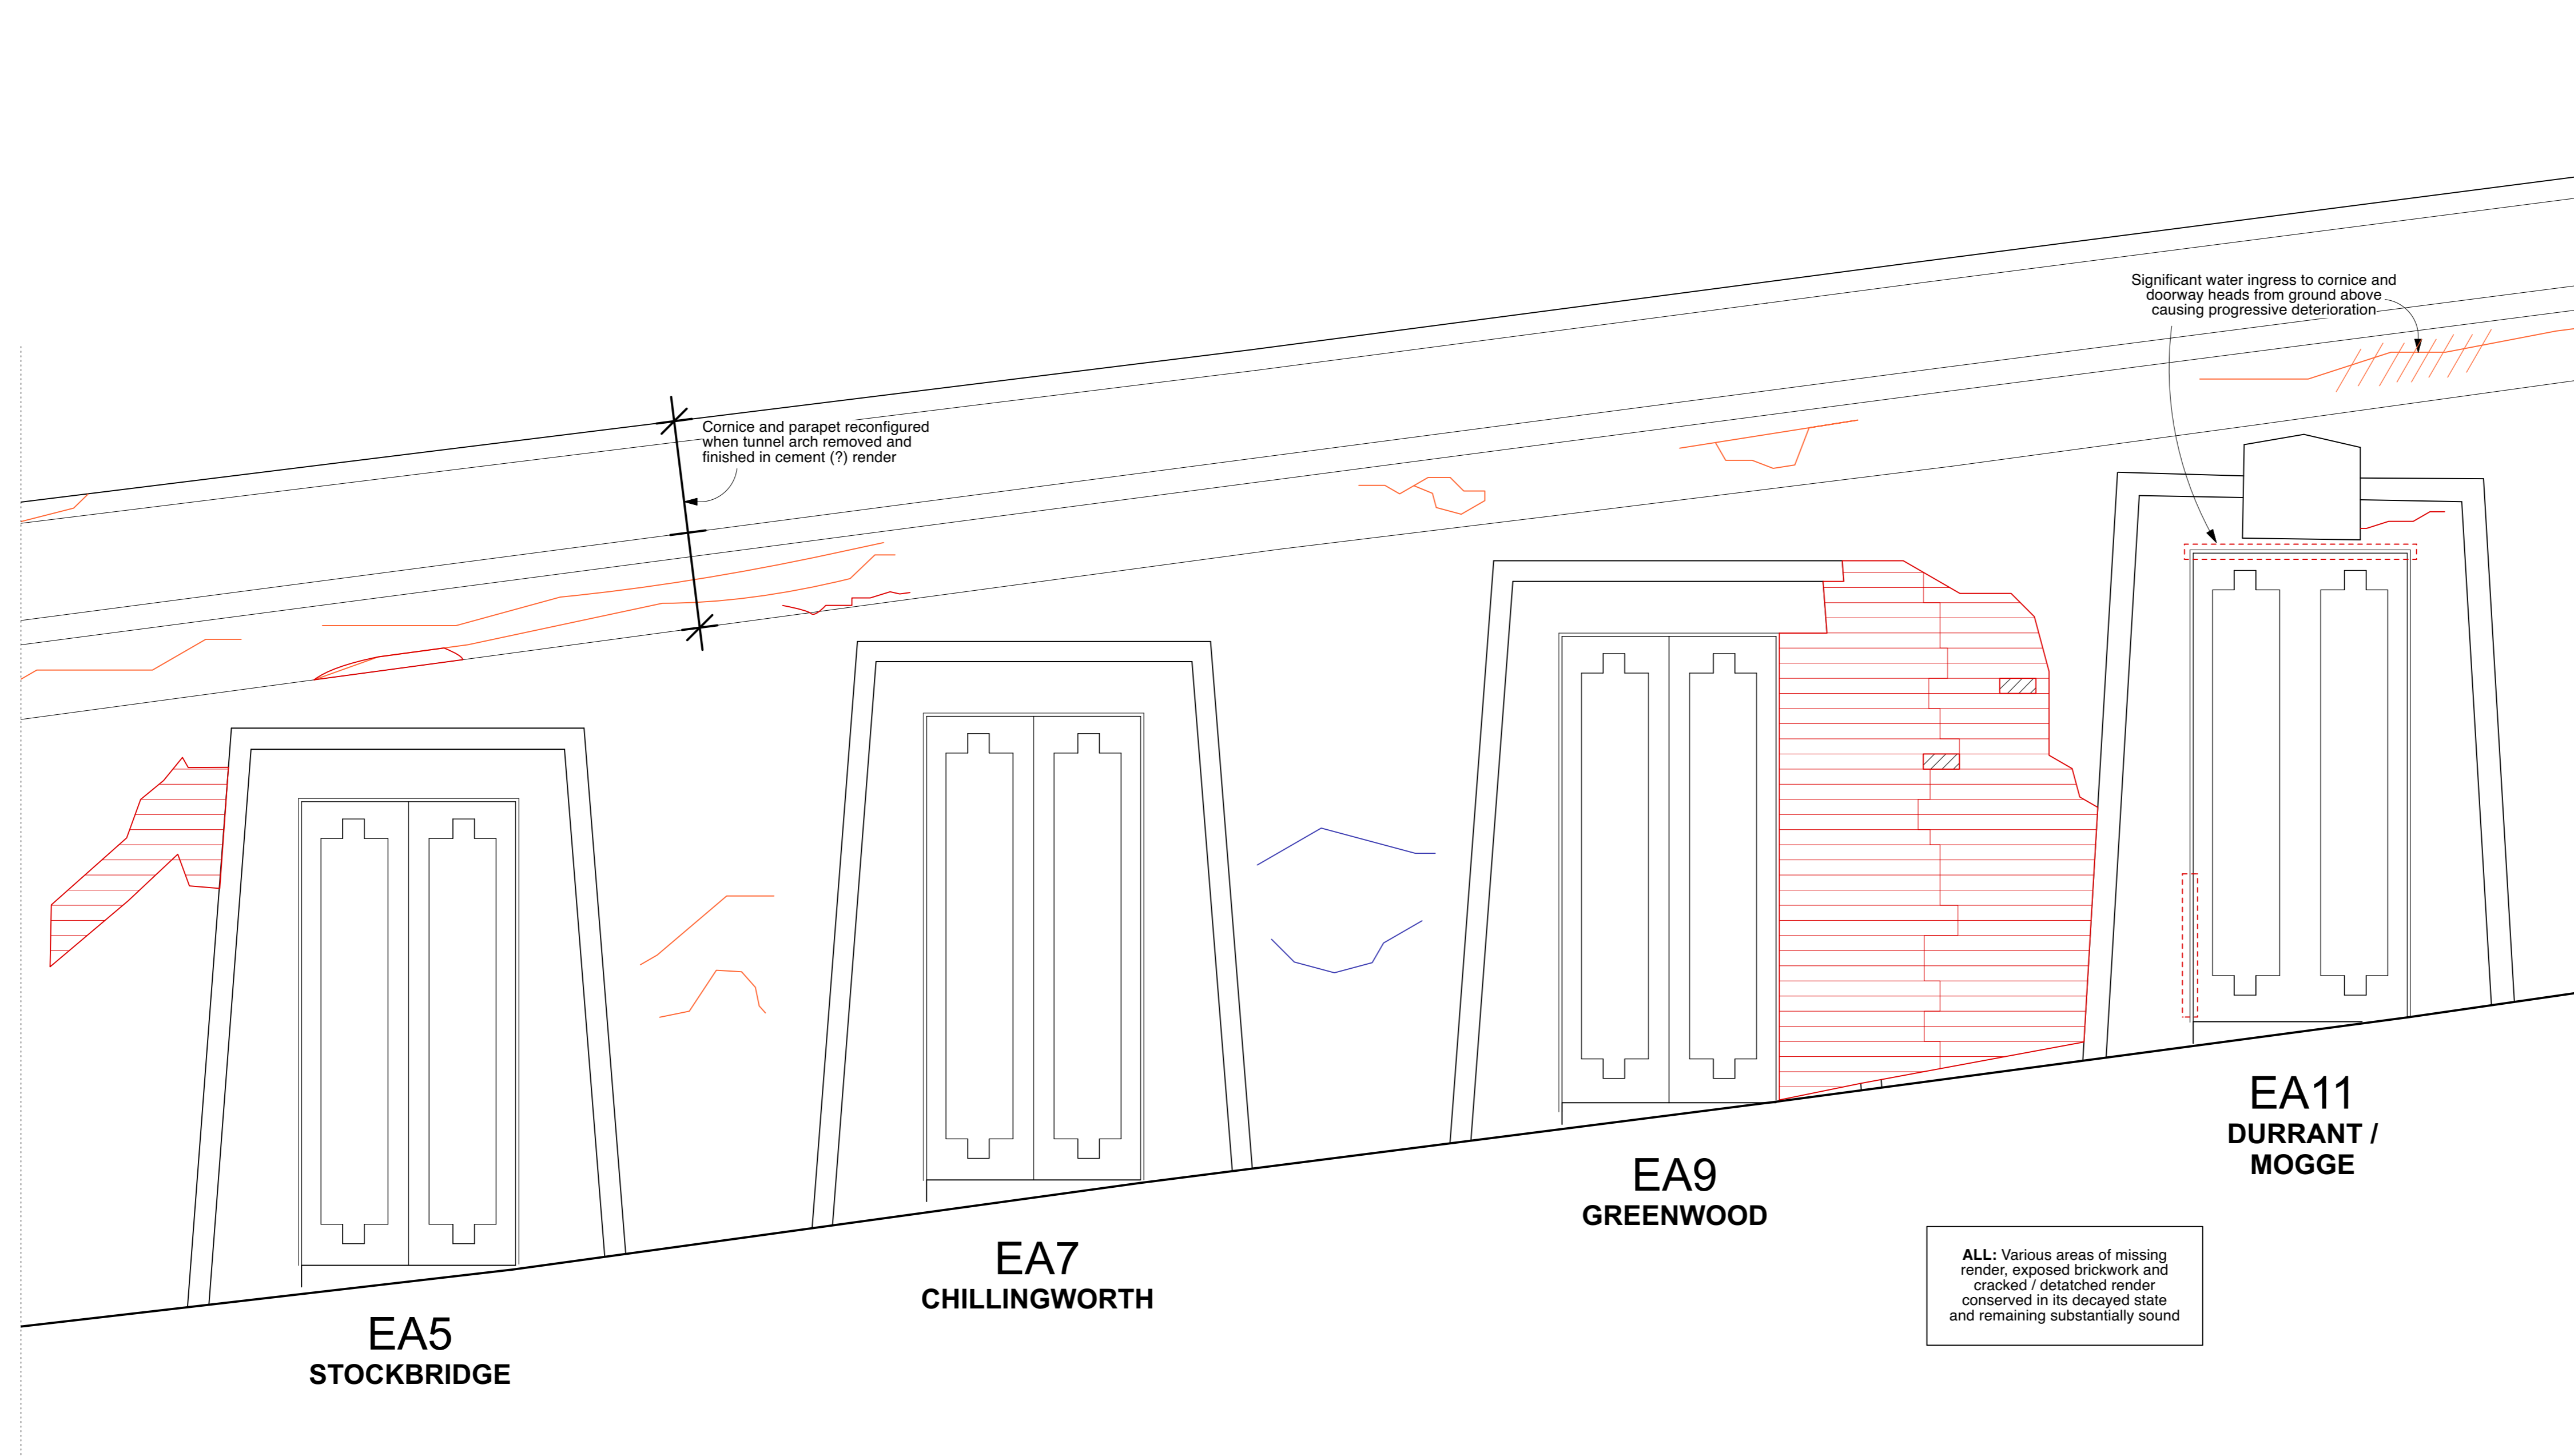 Significant water ingress to cornice and
doorway heads from ground above
causing progressive deterioration
Cornice and parapet reconfigured
when tunnel arch removed and
finished in cement (?) render
EA5
STOCKBRIDGE
EA7
CHILLINGWORTH
EA9
GREENWOOD
EA11
DURRANT /
MOGGE
ALL: Various areas of missing
render, exposed brickwork and
cracked / detatched render
conserved in its decayed state
and remaining substantially sound